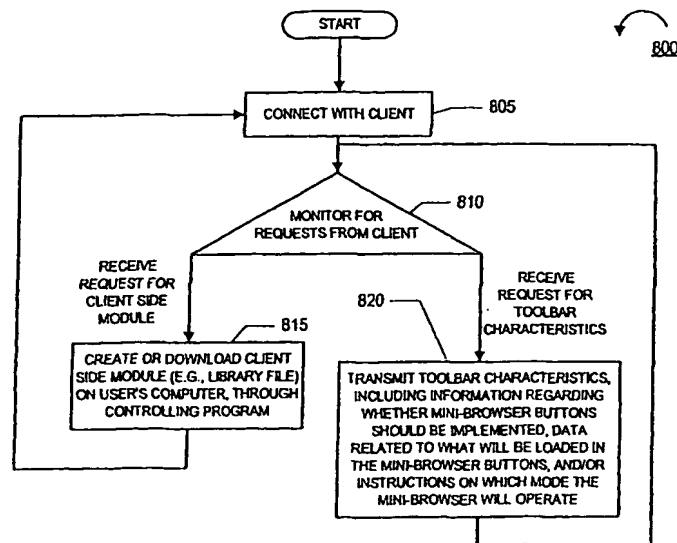 START
800
CONNECT WITH CLIENT
805
MONITOR FOR
REQUESTS FROM CLIENT
810
RECEIVE
REQUEST FOR
CLIENT SIDE
MODULE
815
CREATE OR DOWNLOAD CLIENT
SIDE MODULE (E.G., LIBRARY FILE)
ON USER'S COMPUTER, THROUGH
CONTROLLING PROGRAM
RECEIVE
REQUEST FOR
TOOLBAR
CHARACTERISTICS
820
TRANSMIT TOOLBAR CHARACTERISTICS,
INCLUDING INFORMATION REGARDING
WHETHER MINI-BROWSER BUTTONS
SHOULD BE IMPLEMENTED, DATA
RELATED TO WHAT WILL BE LOADED IN
THE MINI-BROWSER BUTTONS, AND/OR
INSTRUCTIONS ON WHICH MODE THE
MINI-BROWSER WILL OPERATE